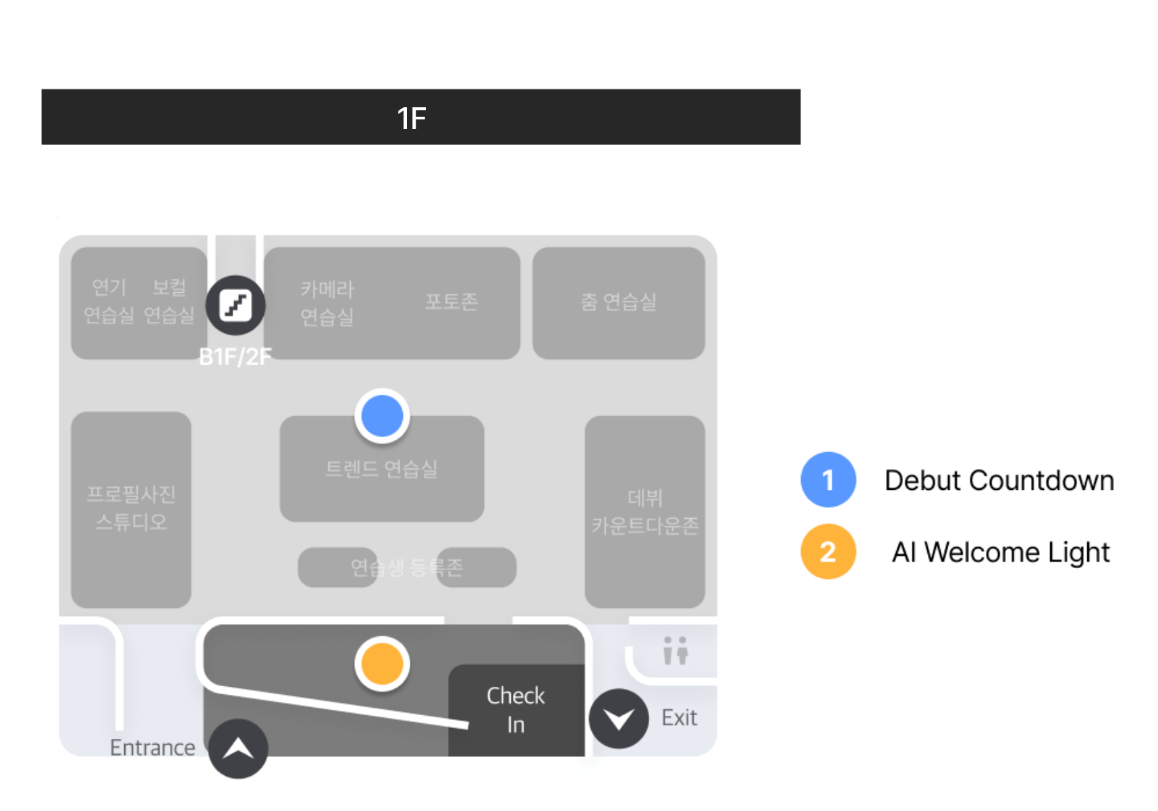 1F
연기 보컬
연습실 연습실
B1F/2F
카메라
연습실
포토존
춤 연습실
프로필사진
스튜디오
트렌드 연습실
데뷔
카운트다운존
연습생 등록존
1 Debut Countdown
2 AI Welcome Light
Check
In
Exit
Entrance